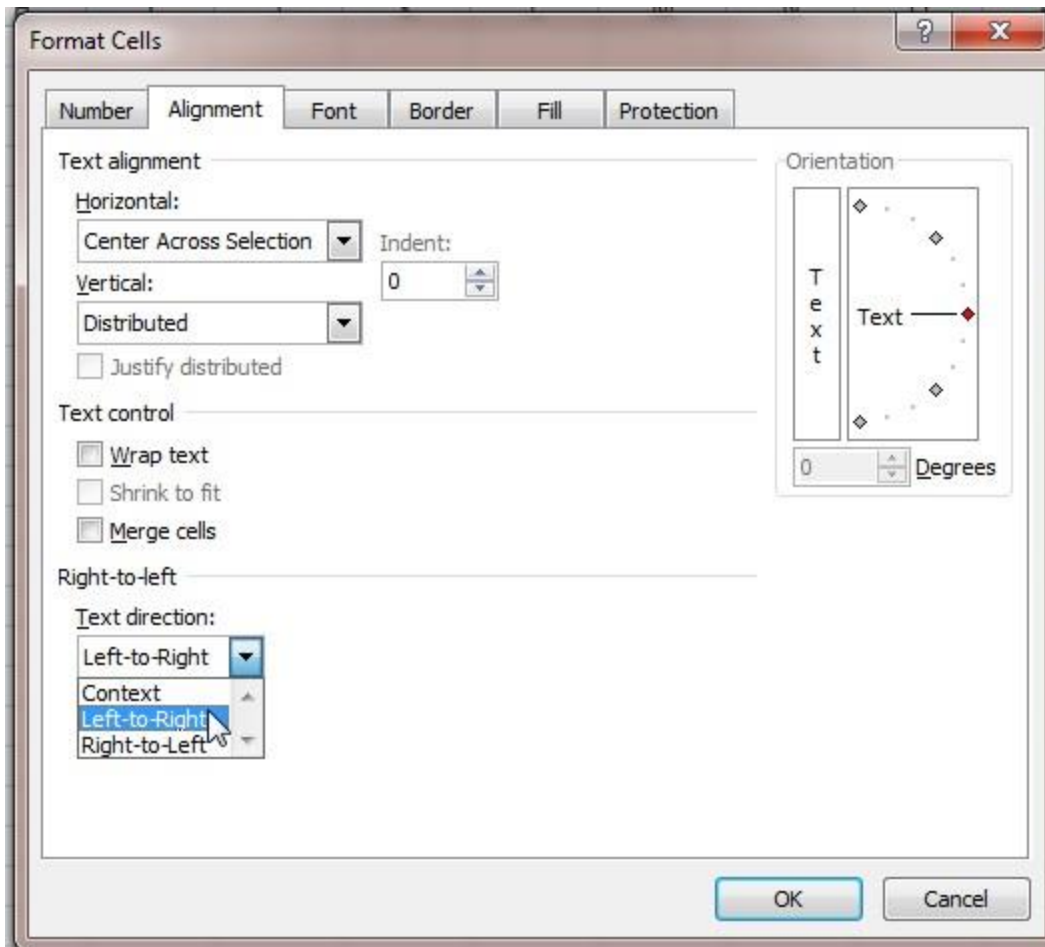 Format Cells
Number Alignment Font Border Fill Protection
Text alignment
Horizontal:
Center Across Selection
Indent:
0
Vertical:
Distributed
Justify distributed
Text control
Wrap text
Shrink to fit
Merge cells
Right-to-left
Text direction:
Left-to-Right
Context
Left-to-Right
Right-to-Left
Orientation
Text
Text
0 Degrees
OK Cancel